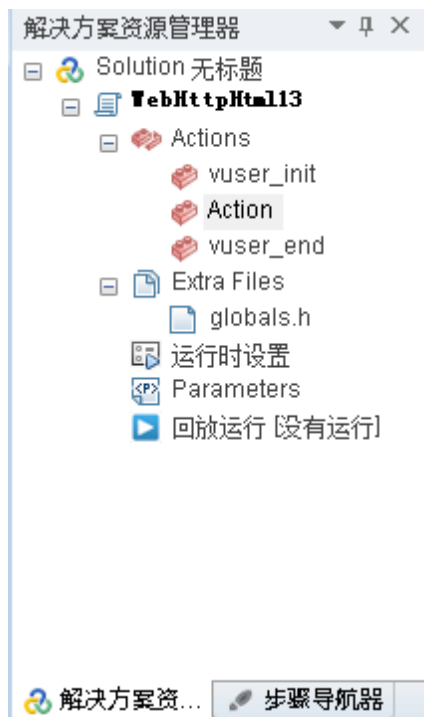 解决方案资源管理器
Solution 无标题
WebHttpHtml13
Actions
vuser_init
Action
vuser_end
Extra Files
globals.h
运行时设置
<P>
Parameters
回放运行 [没有运行]
解决方案资... 步骤导航器